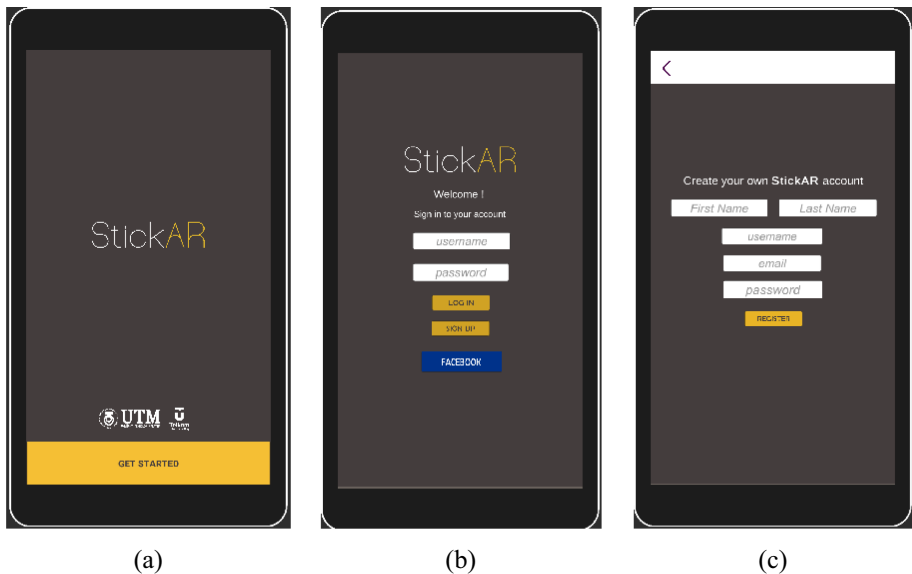 StickAR
UTM
GET STARTED
(a)
StickAR
Welcome !
Sign in to your account
username
password
LOG IN
SIGN UP
FACEBOOK
(b)
Create your own StickAR account
First Name Last Name
username
email
password
REGISTER
(c)